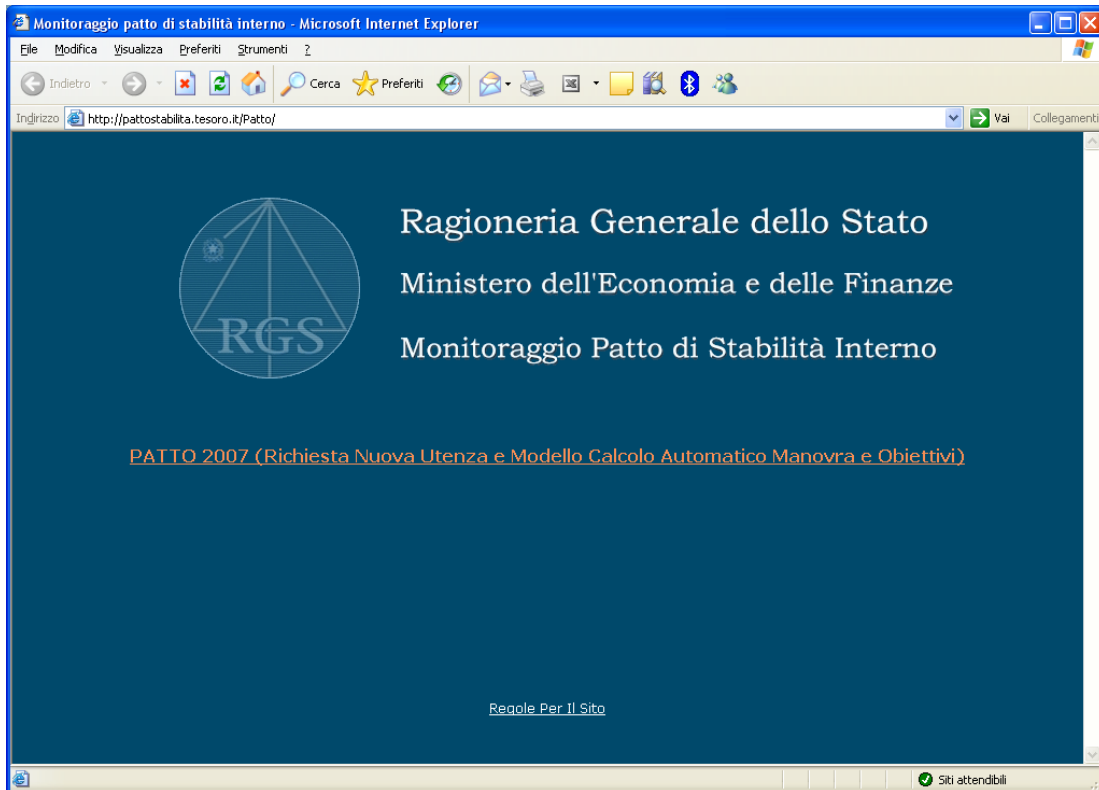 Monitoraggio patto di stabilità interno - Microsoft Internet Explorer
File Modifica Visualizza Preferiti Strumenti ?
Indietro Cerca Preferiti
Indirizzo http://pattostabilita.tesoro.it/Patto/ Vai Collegamenti
Ragioneria Generale dello Stato
Ministero dell'Economia e delle Finanze
RGS
Monitoraggio Patto di Stabilità Interno
PATTO 2007 (Richiesta Nuova Utenza e Modello Calcolo Automatico Manovra e Obiettivi)
Regole Per Il Sito
Siti attendibili